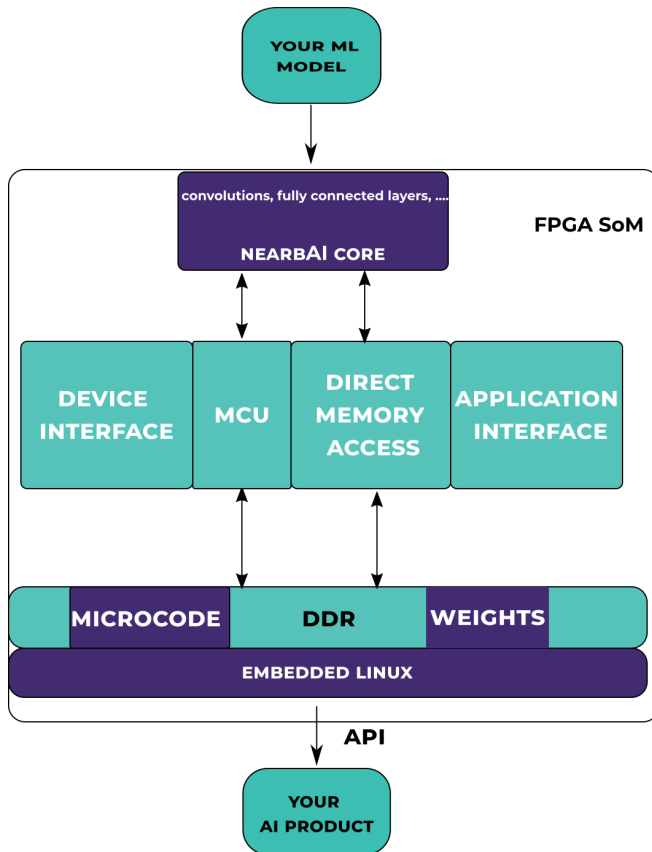 YOUR ML
MODEL
convolutions, fully connected layers, ....
NEARBAI CORE
FPGA SoM
DEVICE
INTERFACE
MCU
DIRECT
MEMORY
ACCESS
APPLICATION
INTERFACE
MICROCODE
DDR
WEIGHTS
EMBEDDED LINUX
API
YOUR
AI PRODUCT